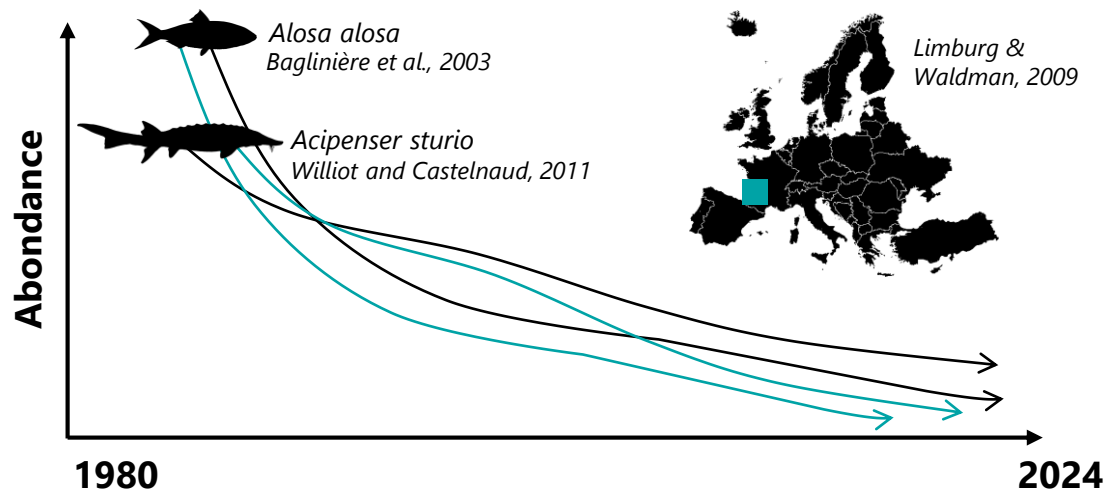 Alosa alosa
Baglinière et al., 2003
Limburg &
Waldman, 2009
Acipenser sturio
Williot and Castelnaud, 2011
Abondance
1980
2024